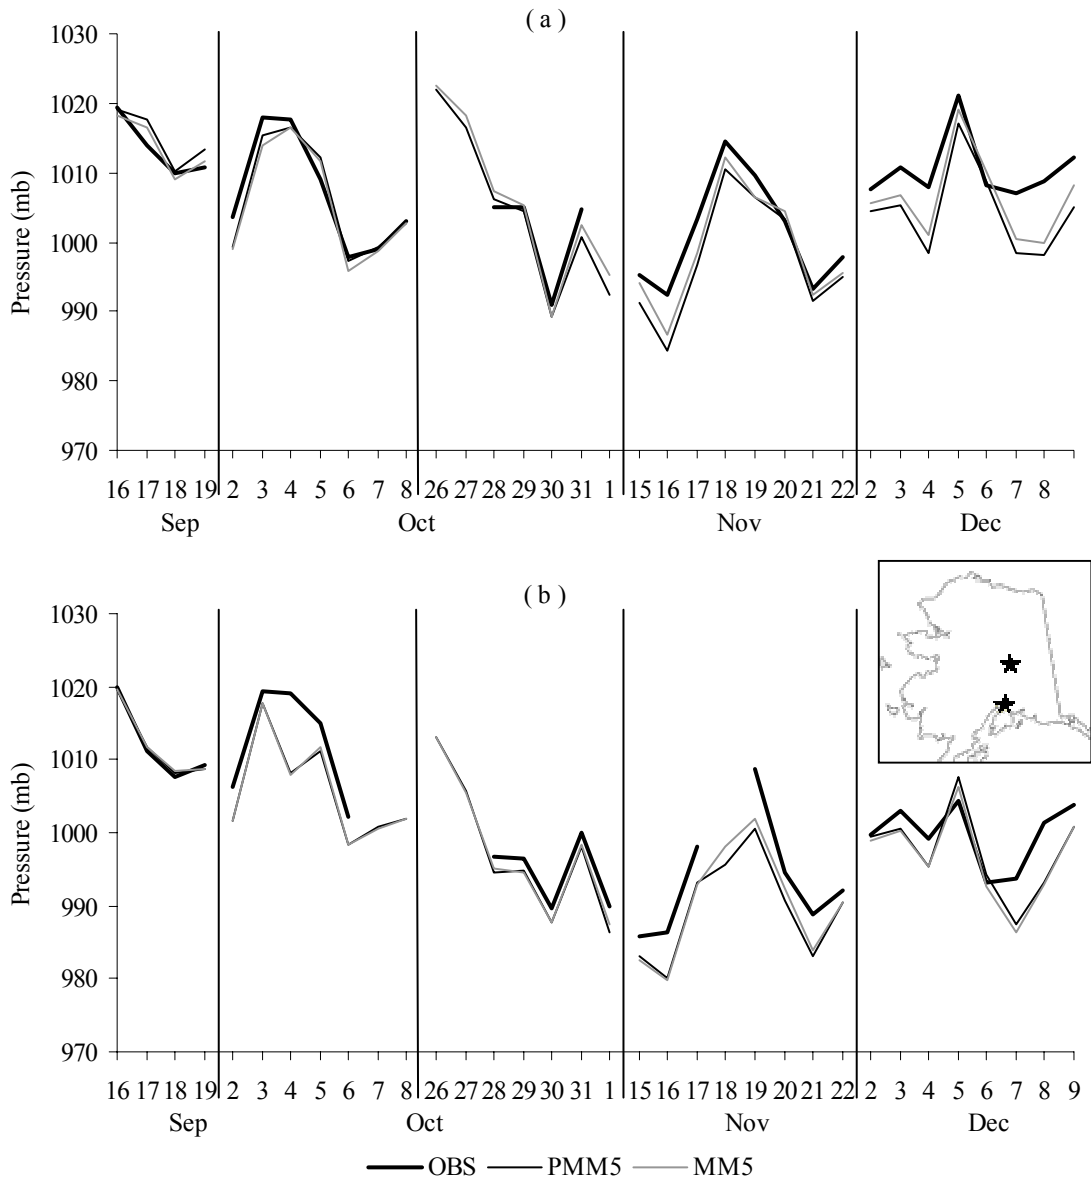 ( a )
1030
1020
1010
1000
990
980
970
Pressure (mb)
16 17 18 19 2 3 4 5 6 7 8 26 27 28 29 30 31 1 15 16 17 18 19 20 21 22 2 3 4 5 6 7 8
Sep Oct Nov Dec
( b )
1030
1020
1010
1000
990
980
970
Pressure (mb)
16 17 18 19 2 3 4 5 6 7 8 26 27 28 29 30 31 1 15 16 17 18 19 20 21 22 2 3 4 5 6 7 8 9
Sep Oct Nov Dec
OBS PMM5 MM5